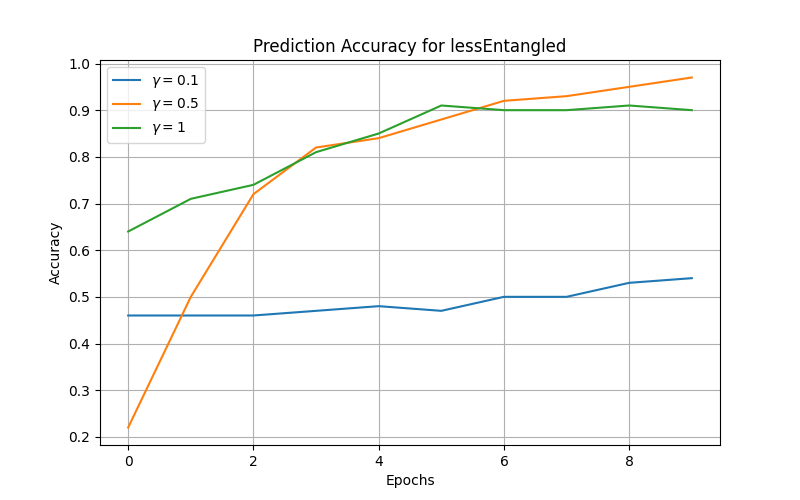 Prediction Accuracy for lessEntangled
γ = 0.1
γ = 0.5
γ = 1
Accuracy
1.0
0.9
0.8
0.7
0.6
0.5
0.4
0.3
0.2
0 2 4 6 8
Epochs